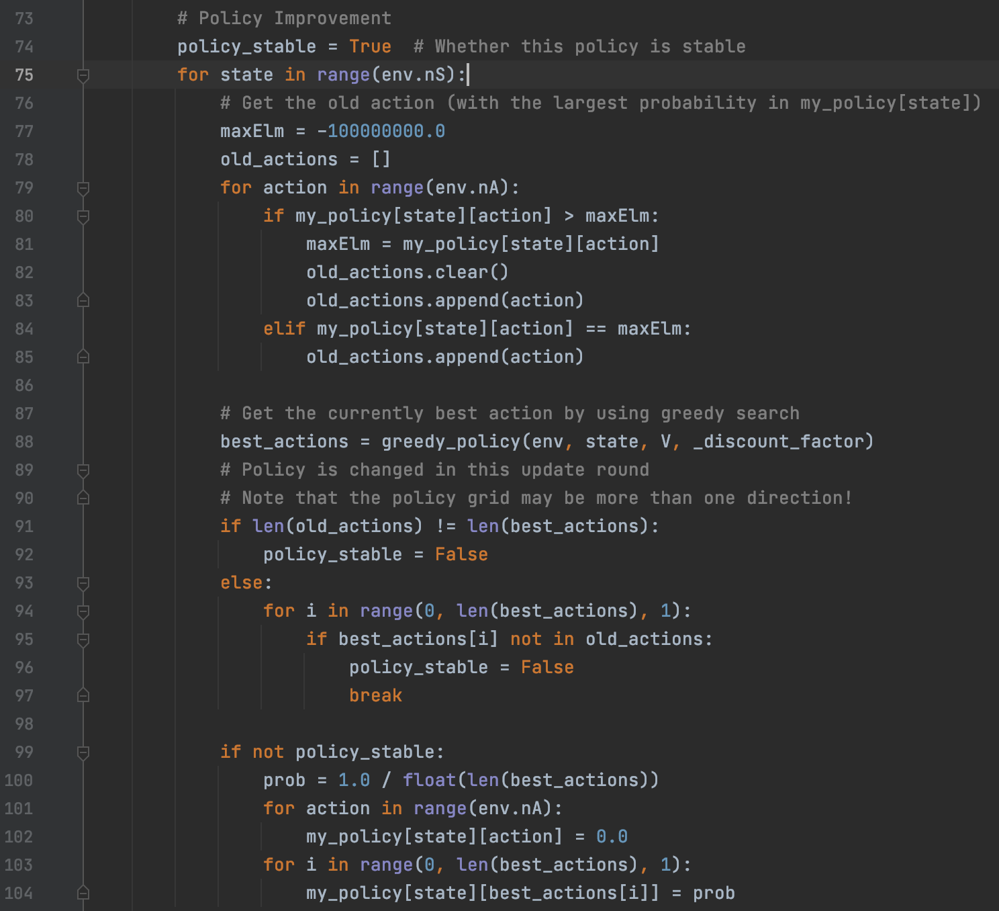 73 # Policy Improvement
74 policy_stable = True  # Whether this policy is stable
75 for state in range(env.nS):
76     # Get the old action (with the largest probability in my_policy[state])
77     maxElm = -100000000.0
78     old_actions = []
79     for action in range(env.nA):
80         if my_policy[state][action] > maxElm:
81             maxElm = my_policy[state][action]
82             old_actions.clear()
83             old_actions.append(action)
84         elif my_policy[state][action] == maxElm:
85             old_actions.append(action)
86
87     # Get the currently best action by using greedy search
88     best_actions = greedy_policy(env, state, V, _discount_factor)
89     # Policy is changed in this update round
90     # Note that the policy grid may be more than one direction!
91     if len(old_actions) != len(best_actions):
92         policy_stable = False
93     else:
94         for i in range(0, len(best_actions), 1):
95             if best_actions[i] not in old_actions:
96                 policy_stable = False
97                 break
98
99     if not policy_stable:
100         prob = 1.0 / float(len(best_actions))
101         for action in range(env.nA):
102             my_policy[state][action] = 0.0
103         for i in range(0, len(best_actions), 1):
104             my_policy[state][best_actions[i]] = prob